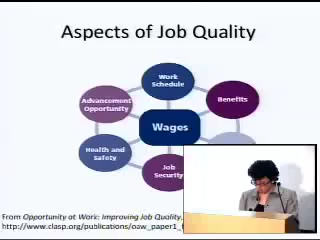 Aspects of Job Quality
Work
Schedule
Advancement
Opportunity
Benefits
Wages
Health and
Safety
Job
Security
From Opportunity at Work: Improving Job Quality,
http://www.clasp.org/publications/oaw_paper1_